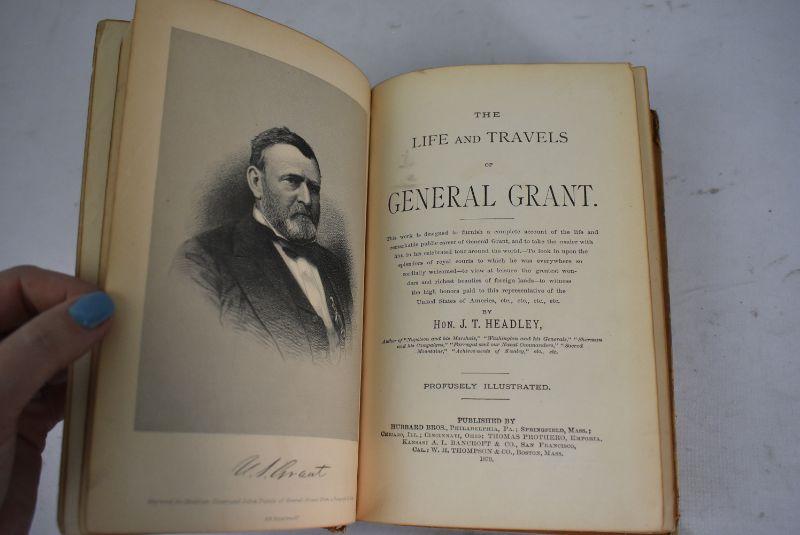 U.S. Grant
THE
LIFE AND TRAVELS
OF
GENERAL GRANT.
This work is designed to furnish a complete account of the life and
remarkable public career of General Grant, and to take the reader with
him in his celebrated tour around the world.—To look in upon the
splendors of royal courts to which he was everywhere so
cordially welcomed—to view at leisure the greatest won-
ders and richest beauties of foreign lands—to witness
the high honors paid to this representative of the
United States of America, etc., etc., etc., etc.
BY
HON. J. T. HEADLEY,
Author of "Napoleon and his Marshals," "Washington and his Generals," "Sherman
and his Campaigns," "Farragut and our Naval Commanders," "Sacred
Mountains," "Achievements of Stanley," etc., etc.
PROFUSELY ILLUSTRATED.
PUBLISHED BY
HUBBARD BROS., PHILADELPHIA, PA.; SPRINGFIELD, MASS.;
CHICAGO, ILL.; CINCINNATI, OHIO; THOMAS PROTHERO, EMPORIA,
KANSAS; A. L. BANCROFT & CO., SAN FRANCISCO,
CAL.; W. H. THOMPSON & CO., BOSTON, MASS.
1879.